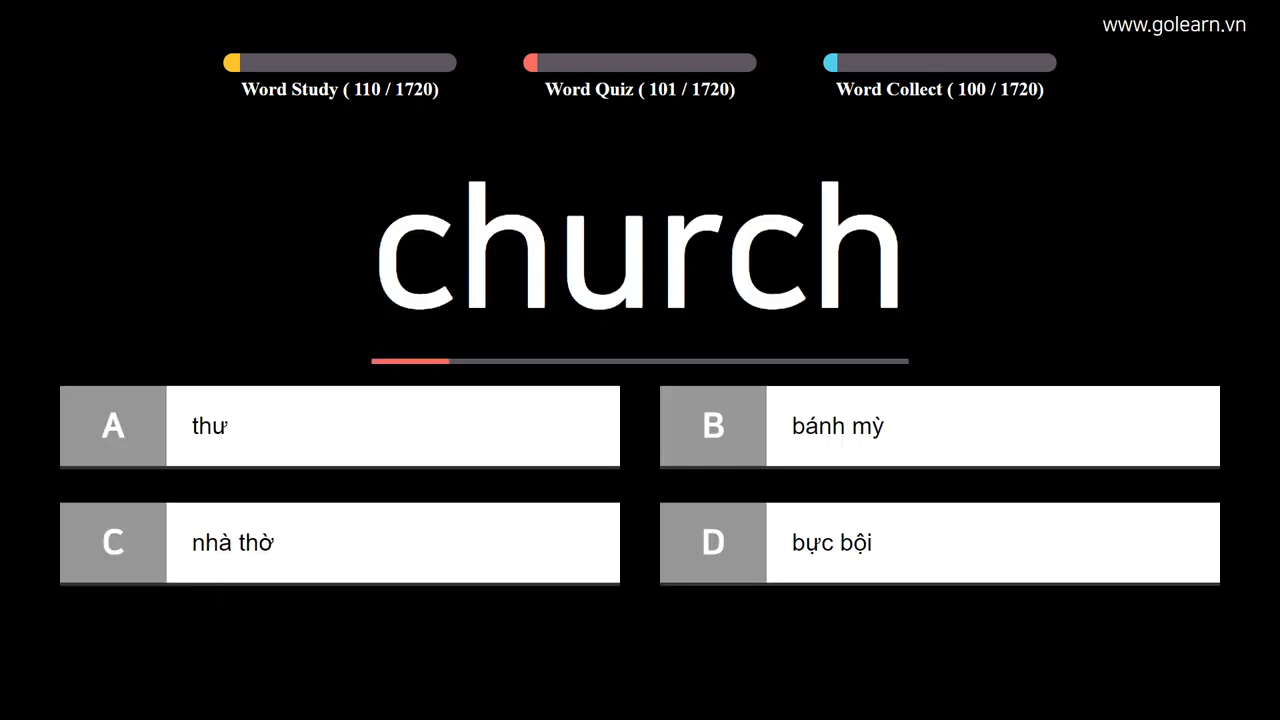 www.golearn.vn
Word Study ( 110 / 1720)
Word Quiz ( 101 / 1720)
Word Collect ( 100 / 1720)
church
A thư
B bánh mỳ
C nhà thờ
D bực bội